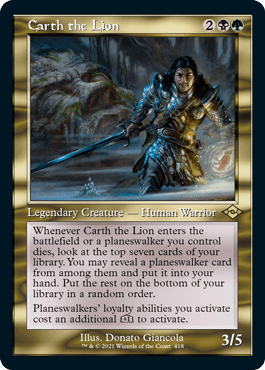 Carth the Lion 2
Legendary Creature — Human Warrior
Whenever Carth the Lion enters the
battlefield or a planeswalker you control
dies, look at the top seven cards of your
library. You may reveal a planeswalker card
from among them and put it into your
hand. Put the rest on the bottom of your
library in a random order.
Planeswalkers' loyalty abilities you activate
cost an additional +1 to activate.
Illus. Donato Giancola
™ & © 2021 Wizards of the Coast 418
3/5